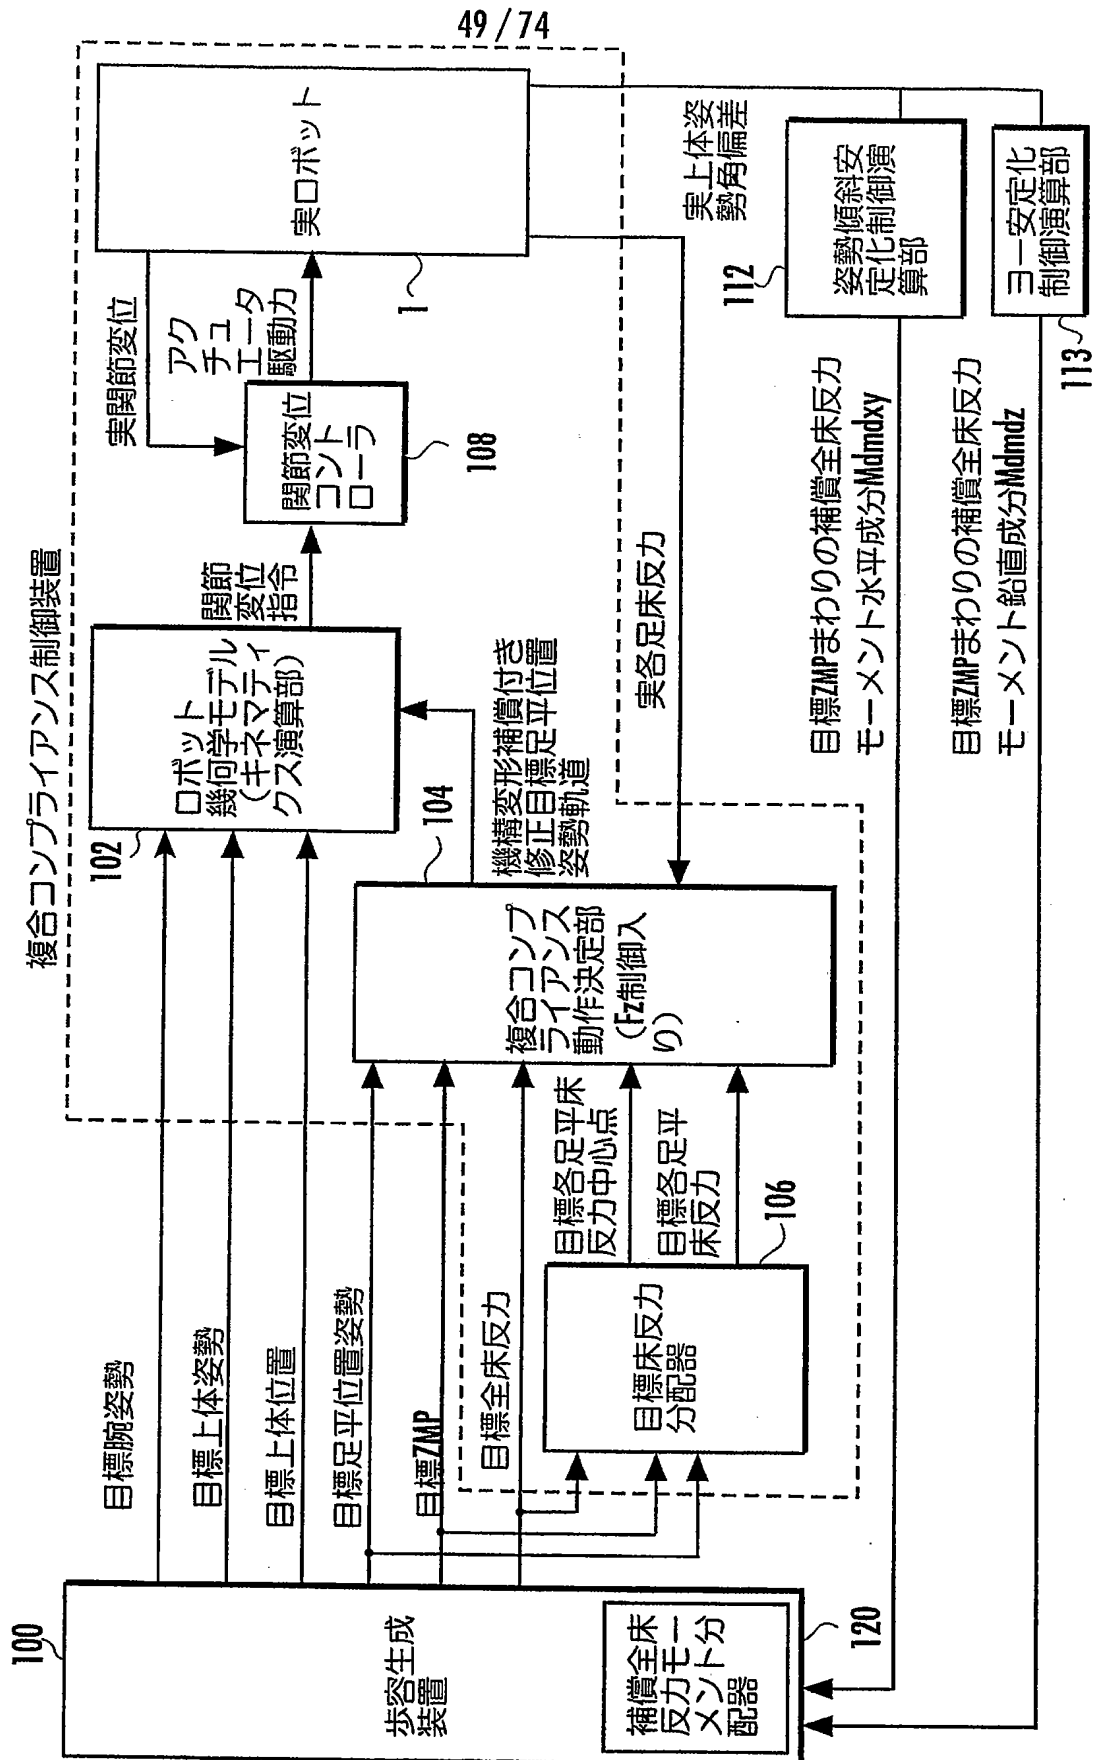 49/74
複合コンプライアンス制御装置
100
歩容生成
装置
補償全床
反力モー
メント分
配器
120
目標腕姿勢
目標上体姿勢
目標上体位置
目標足平位置姿勢
目標ZMP
目標全床反力
目標床反力
分配器
106
目標各足平床
反力中心点
目標各足平
床反力
102
ロボット
幾何学モデル
(キネマティ
クス演算部)
104
複合コンプ
ライアンス
動作決定部
(Fz制御入
り)
機構変形補償付き
修正目標足平位置
姿勢軌道
関節
変位
指令
関節変位
コント
ローラ
108
実関節変位
アク
チュ
エータ
駆動力
実ロボット
1
実各足床反力
実上体姿
勢角偏差
112
姿勢傾斜安
定化制御演
算部
目標ZMPまわりの補償全床反力
モーメント水平成分Mdmdxy
ヨー安定化
制御演算部
113
目標ZMPまわりの補償全床反力
モーメント鉛直成分Mdmdz